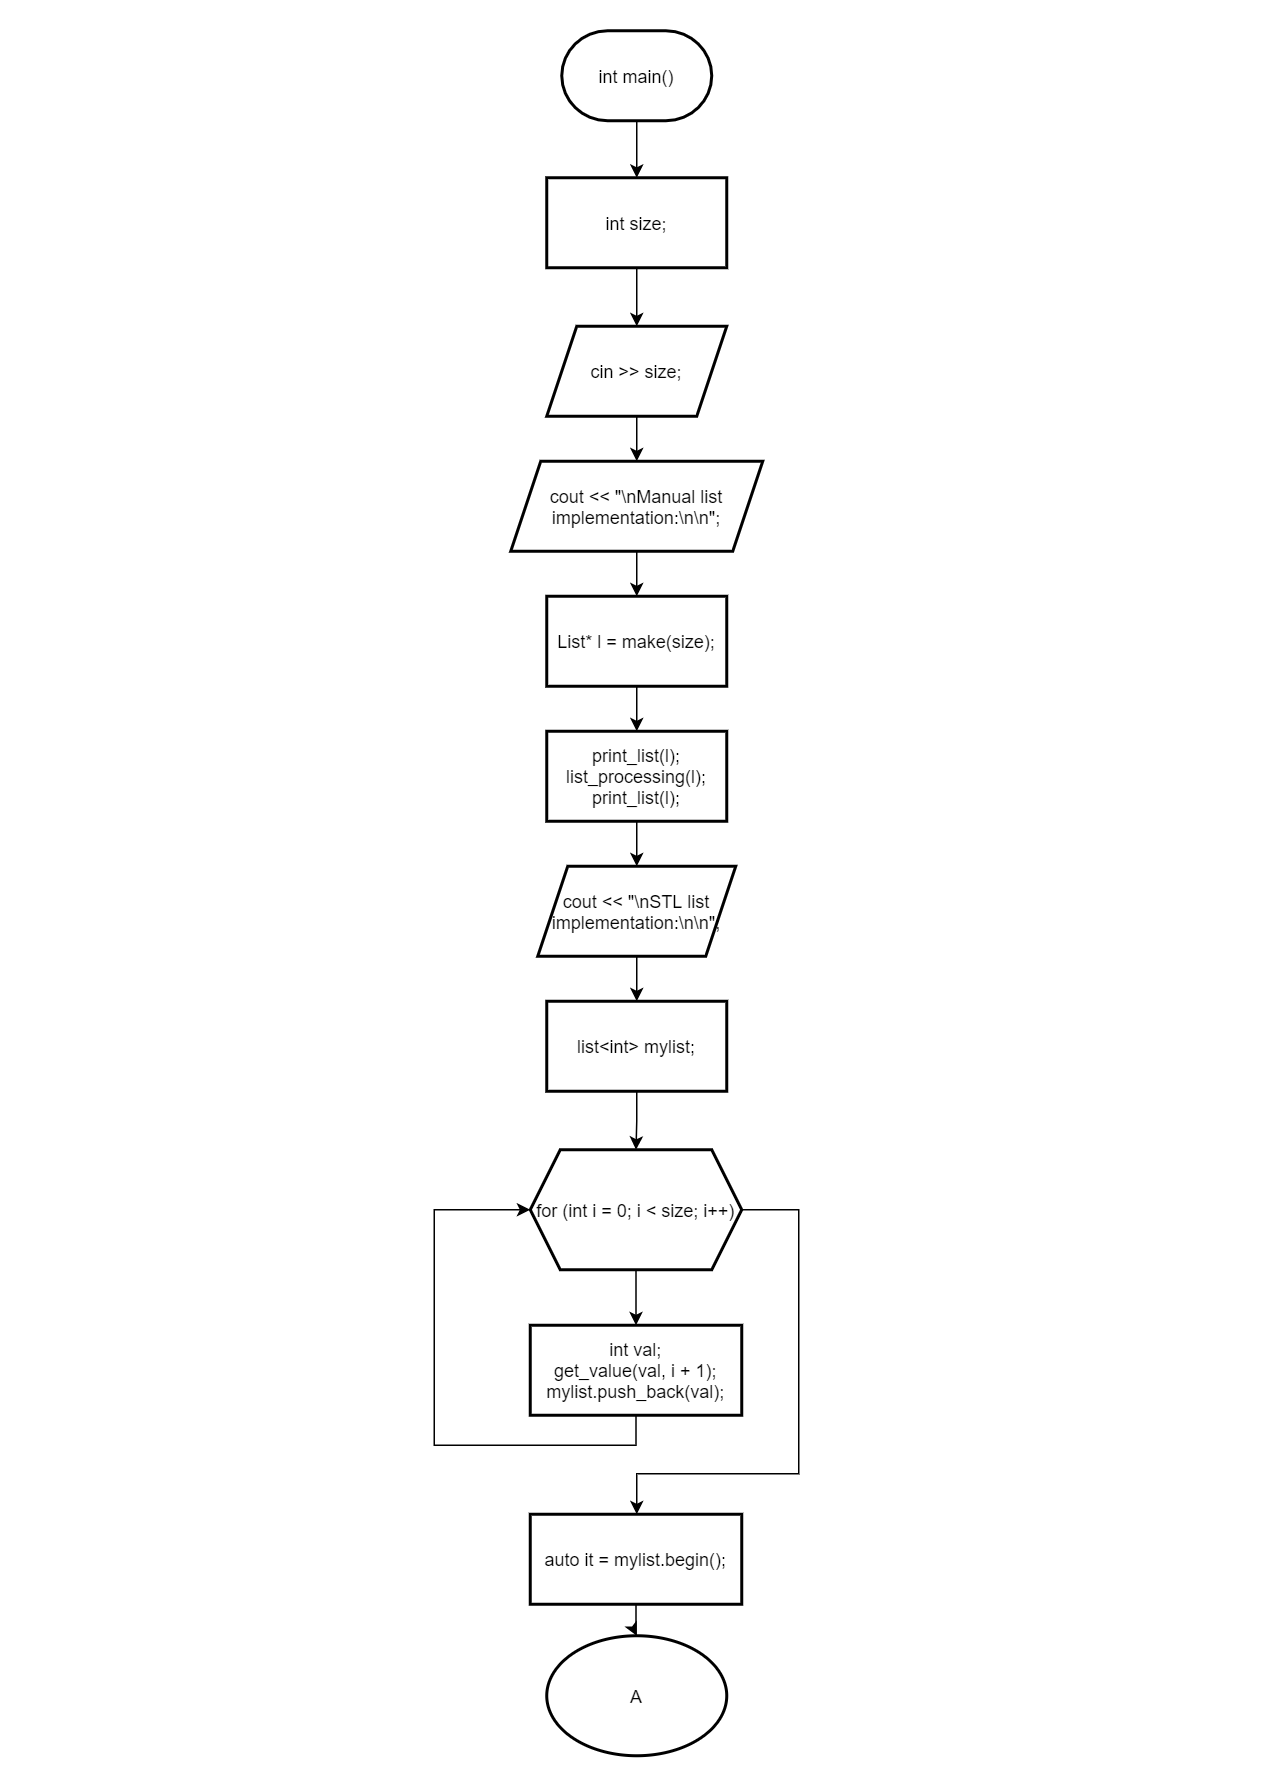 int main()
int size;
cin >> size;
cout << "\nManual list
implementation:\n\n";
List* l = make(size);
print_list(l);
list_processing(l);
print_list(l);
cout << "\nSTL list
implementation:\n\n";
list<int> mylist;
for (int i = 0; i < size; i++)
int val;
get_value(val, i + 1);
mylist.push_back(val);
auto it = mylist.begin();
A